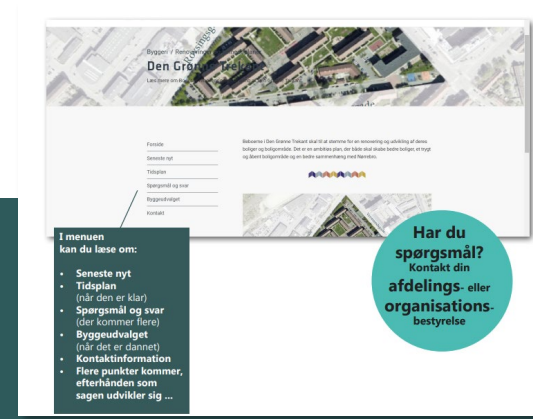 Byggeri / Renoveringer
Den Grønne Trekant
Forside
Seneste nyt
Tidsplan
Spørgsmål og svar
Byggeudvalget
Kontakt
Beboerne i Den Grønne Trekant skal til at stemme for en renovering og udvikling af deres
boliger og boligområde. Det er en ambitiøs plan, der både skal skabe bedre boliger, et trygt
og åbent boligområde og en bedre sammenhæng med Nørrebro.
I menuen
kan du læse om:
• Seneste nyt
• Tidsplan
(når den er klar)
• Spørgsmål og svar
(der kommer flere)
• Byggeudvalget
(når det er dannet)
• Kontaktinformation
• Flere punkter kommer,
efterhånden som
sagen udvikler sig ...
Har du
spørgsmål?
Kontakt din
afdelings- eller
organisations-
bestyrelse